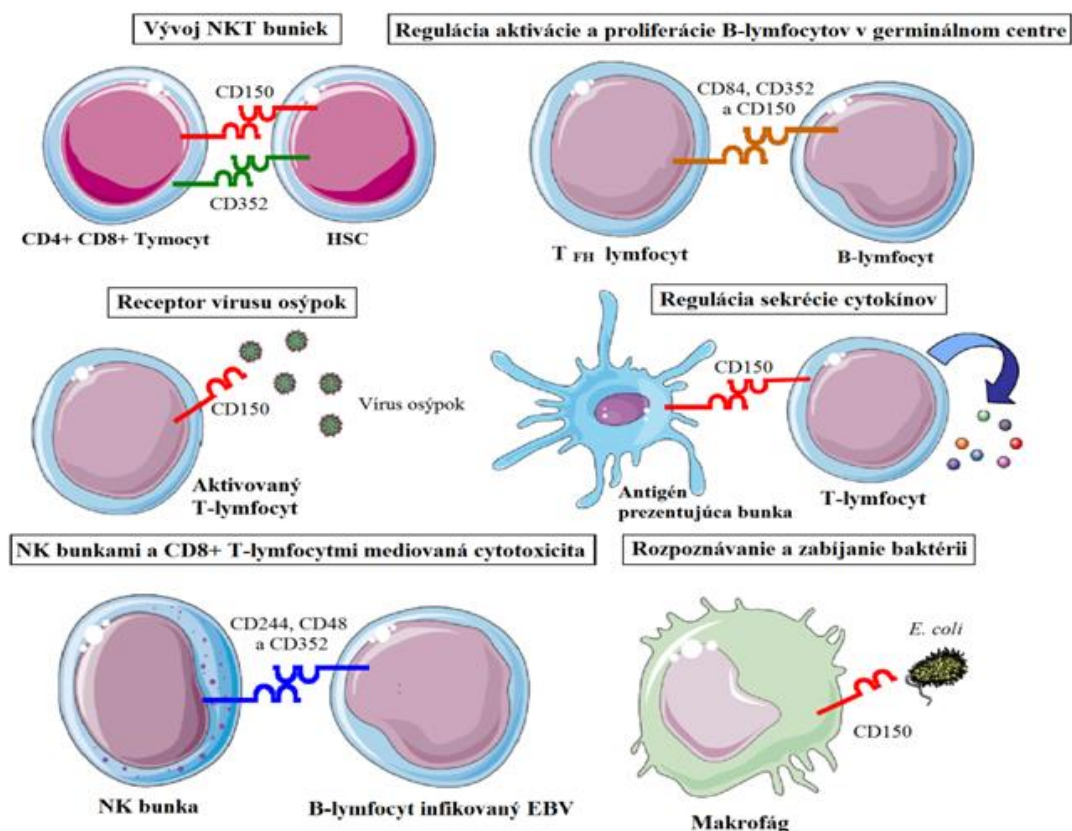 Vývoj NKT buniek
CD150
CD352
CD4+ CD8+ Tymocyt
HSC
Regulácia aktivácie a proliferácie B-lymfocytov v germinálnom centre
CD84, CD352
a CD150
T FH lymfocyt
B-lymfocyt
Receptor vírusu osýpok
CD150
Vírus osýpok
Aktivovaný
T-lymfocyt
Regulácia sekrécie cytokínov
CD150
Antigén
prezentujúca bunka
T-lymfocyt
NK bunkami a CD8+ T-lymfocytmi mediovaná cytotoxicita
CD244, CD48
a CD352
NK bunka
B-lymfocyt infikovaný EBV
Rozpoznávanie a zabíjanie baktérii
E. coli
CD150
Makrofág